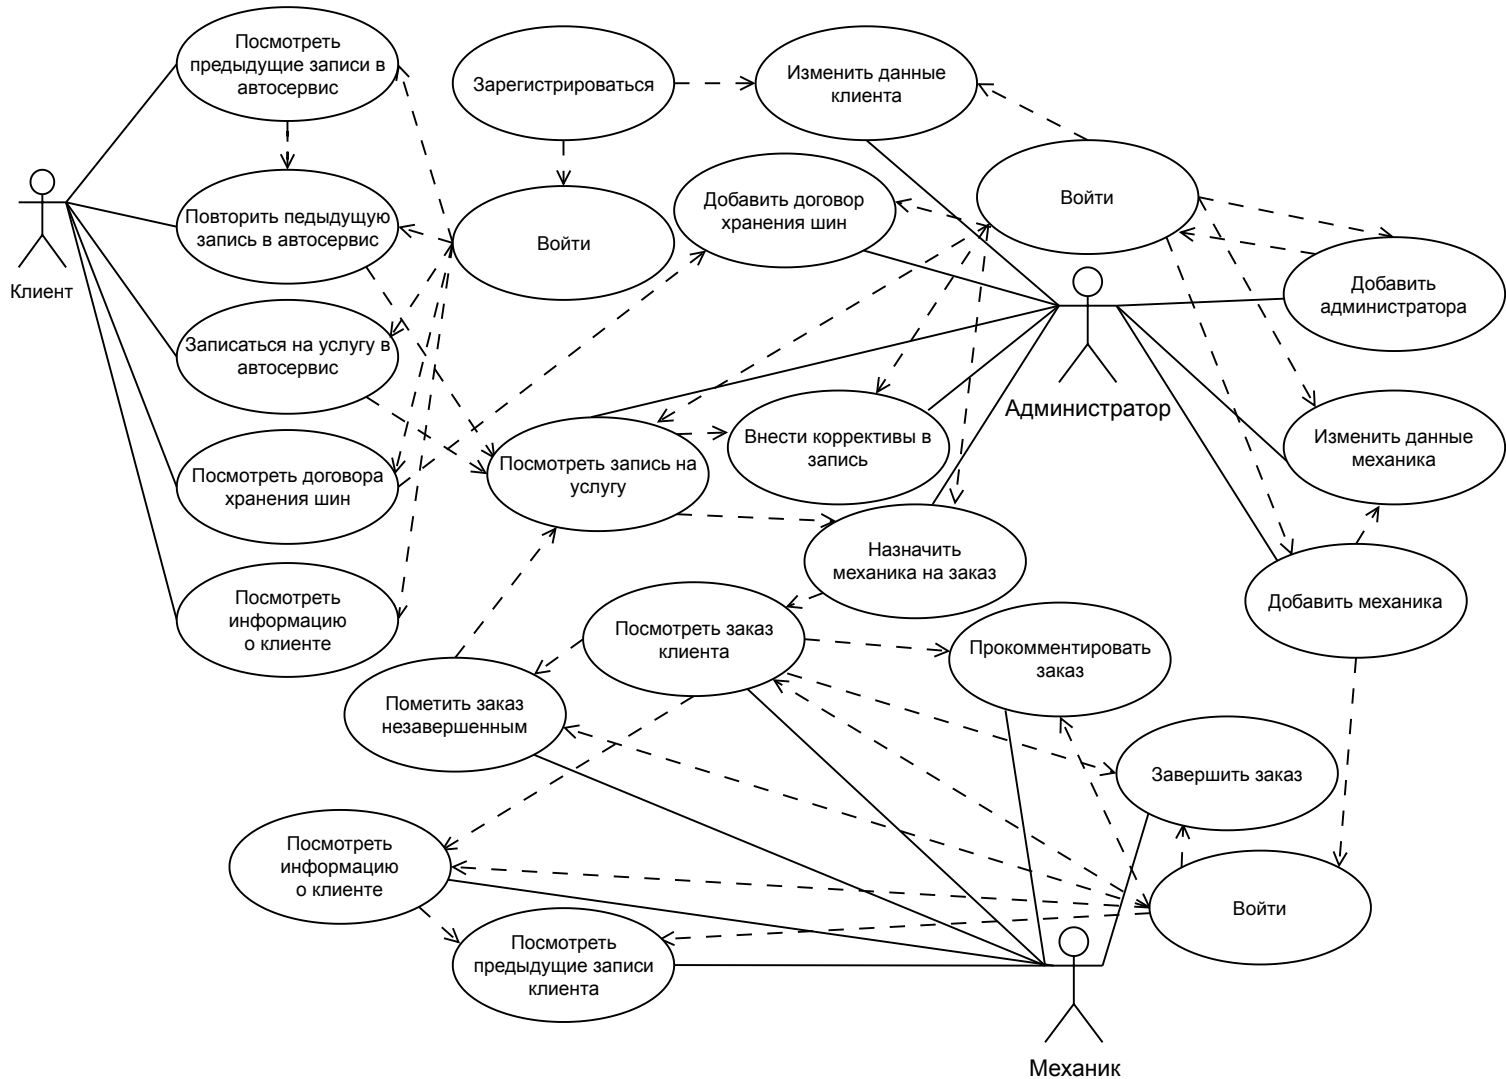 Посмотреть
предыдущие записи в
автосервис
Зарегистрироваться
Изменить данные
клиента
Войти
Добавить договор
хранения шин
Повторить педыдущую
запись в автосервис
Войти
Клиент
Добавить
администратора
Записаться на услугу в
автосервис
Администратор
Посмотреть договора
хранения шин
Посмотреть запись на
услугу
Внести коррективы в
запись
Изменить данные
механика
Назначить
механика на заказ
Добавить механика
Посмотреть
информацию
о клиенте
Посмотреть заказ
клиента
Прокомментировать
заказ
Пометить заказ
незавершенным
Завершить заказ
Посмотреть
информацию
о клиенте
Войти
Посмотреть
предыдущие записи
клиента
Механик